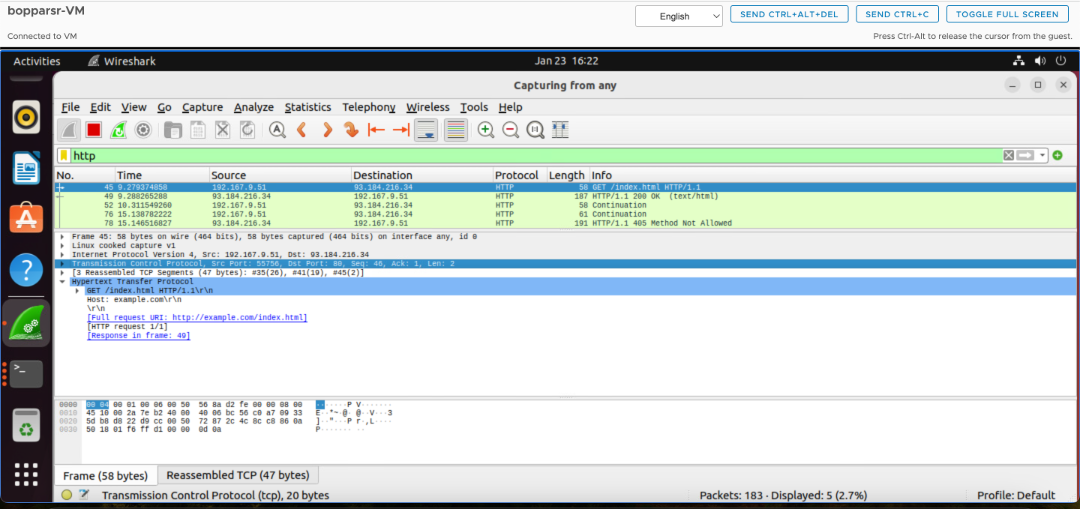 bopparsr-VM
English
SEND CTRL+ALT+DEL
SEND CTRL+C
TOGGLE FULL SCREEN
Connected to VM
Press Ctrl-Alt to release the cursor from the guest.
Activities
Wireshark
Jan 23 16:22
Capturing from any
File Edit View Go Capture Analyze Statistics Telephony Wireless Tools Help
http
No. Time Source Destination Protocol Length Info
45 9.279374858 192.167.9.51 93.184.216.34 HTTP 58 GET /index.html HTTP/1.1
49 9.288265288 93.184.216.34 192.167.9.51 HTTP 187 HTTP/1.1 200 OK (text/html)
52 10.311549260 192.167.9.51 93.184.216.34 HTTP 58 Continuation
76 15.138782222 192.167.9.51 93.184.216.34 HTTP 61 Continuation
78 15.146516827 93.184.216.34 192.167.9.51 HTTP 191 HTTP/1.1 405 Method Not Allowed
Frame 45: 58 bytes on wire (464 bits), 58 bytes captured (464 bits) on interface any, id 0
Linux cooked capture v1
Internet Protocol Version 4, Src: 192.167.9.51, Dst: 93.184.216.34
Transmission Control Protocol, Src Port: 55756, Dst Port: 80, Seq: 46, Ack: 1, Len: 2
[3 Reassembled TCP Segments (47 bytes): #35(26), #41(19), #45(2)]
Hypertext Transfer Protocol
GET /index.html HTTP/1.1\r\n
Host: example.com\r\n
\r\n
[Full request URI: http://example.com/index.html]
[HTTP request 1/1]
[Response in frame: 49]
0000 00 04 00 01 00 06 00 50 56 8a d2 fe 00 00 08 00 ·······P V·······
0010 45 10 00 2a 7e b2 40 00 40 06 bc 56 c0 a7 09 33 E··*~·@· @··V···3
0020 5d b8 d8 22 d9 cc 00 50 72 87 2c 4c 8c c8 86 0a ]··"···P r·,L····
0030 50 18 01 f6 ff d1 00 00 0d 0a P······· ··
Frame (58 bytes)
Reassembled TCP (47 bytes)
Transmission Control Protocol (tcp), 20 bytes
Packets: 183 · Displayed: 5 (2.7%)
Profile: Default